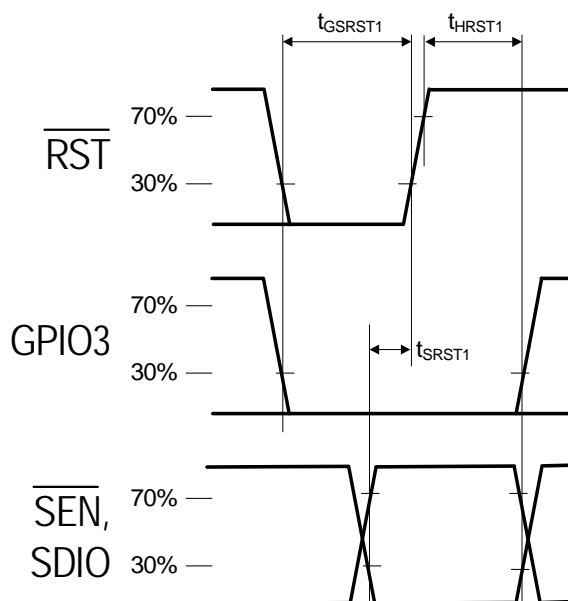 tGSRST1
tHRST1
70%
RST
30%
70%
GPIO3
30%
tSRST1
70%
SEN,
SDIO
30%